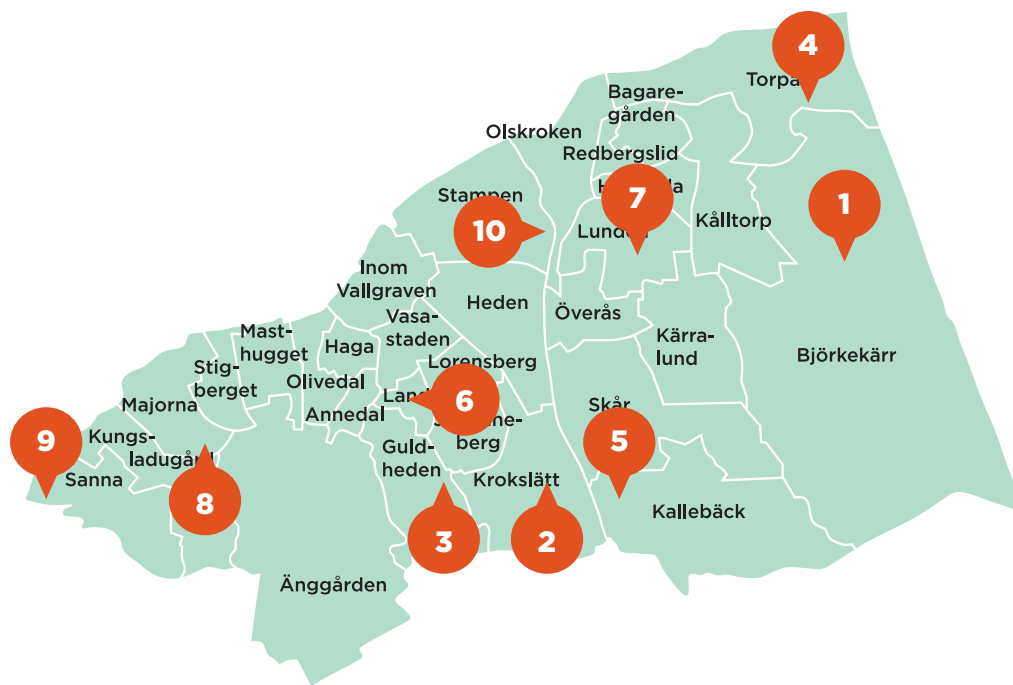 4
Torpa
Bagare-
gården
Olskroken
Redbergslid
Stampen
7
1
10
Kålltorp
Inom
Vallgraven
Heden
Överås
Vasa-
staden
Mast-
hugget
Haga
Kärra-
lund
Björkekärr
Lorensberg
Stig-
berget
Olivedal
6
Majorna
Annedal
Skår
berg
9
Kungs-
5
Guld-
heden
Sanna
Krokslätt
8
Kallebäck
3
2
Änggården